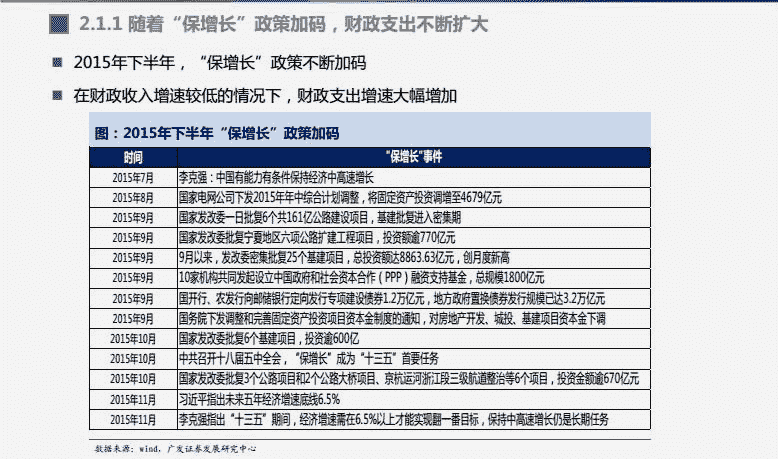 2.1.1 随着“保增长”政策加码，财政支出不断扩大
2015年下半年，“保增长”政策不断加码
在财政收入增速较低的情况下，财政支出增速大幅增加
图：2015年下半年“保增长”政策加码
时间 "保增长"事件
2015年7月 李克强：中国有能力有条件保持经济中高速增长
2015年8月 国家电网公司下发2015年年中综合计划调整，将固定资产投资调增至4679亿元
2015年9月 国家发改委一日批复6个共161亿公路建设项目，基建批复进入密集期
2015年9月 国家发改委批复宁夏地区六项公路扩建工程项目，投资额逾770亿元
2015年9月 9月以来，发改委密集批复25个基建项目，总投资额达8863.63亿元，创月度新高
2015年9月 10家机构共同发起设立中国政府和社会资本合作（PPP）融资支持基金，总规模1800亿元
2015年9月 国开行、农发行向邮储银行定向发行专项建设债券1.2万亿元，地方政府置换债券发行规模已达3.2万亿元
2015年9月 国务院下发调整和完善固定资产投资项目资本金制度的通知，对房地产开发、城投、基建项目资本金下调
2015年10月 国家发改委批复6个基建项目，投资逾600亿
2015年10月 中共召开十八届五中全会，“保增长”成为“十三五”首要任务
2015年10月 国家发改委批复3个公路项目和2个公路大桥项目、京杭运河浙江段三级航道整治等6个项目，投资金额逾670亿元
2015年11月 习近平指出未来五年经济增速底线6.5%
2015年11月 李克强指出“十三五”期间，经济增速需在6.5%以上才能实现翻一番目标，保持中高速增长仍是长期任务
数据来源：wind，广发证券发展研究中心